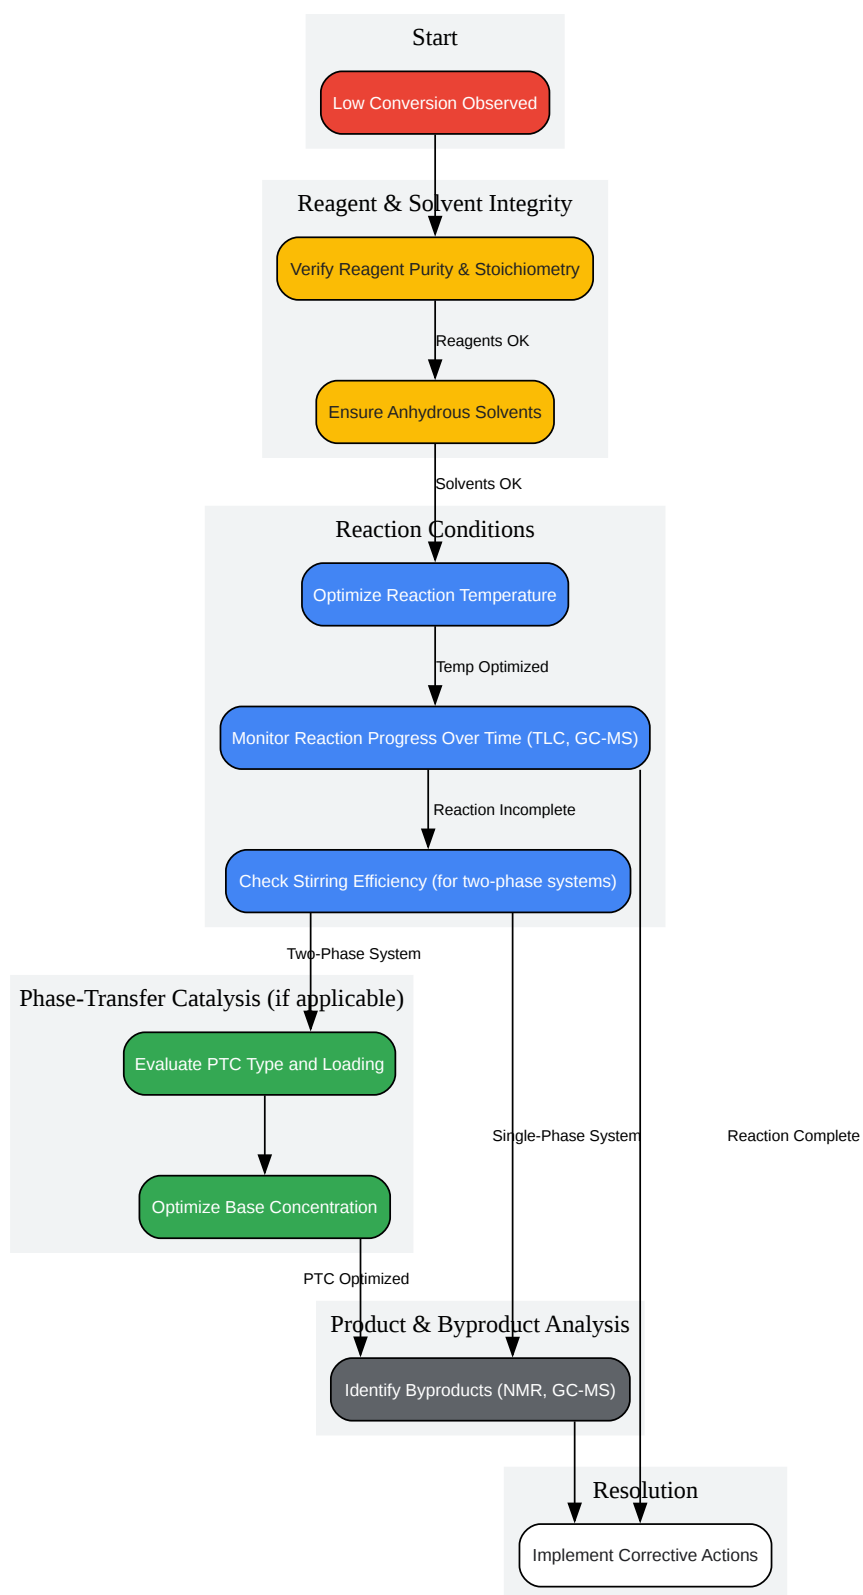 Start
Low Conversion Observed
Reagent & Solvent Integrity
Verify Reagent Purity & Stoichiometry
Reagents OK
Ensure Anhydrous Solvents
Solvents OK
Reaction Conditions
Optimize Reaction Temperature
Temp Optimized
Monitor Reaction Progress Over Time (TLC, GC-MS)
Reaction Incomplete
Check Stirring Efficiency (for two-phase systems)
Two-Phase System
Phase-Transfer Catalysis (if applicable)
Evaluate PTC Type and Loading
Single-Phase System
Reaction Complete
Optimize Base Concentration
PTC Optimized
Product & Byproduct Analysis
Identify Byproducts (NMR, GC-MS)
Resolution
Implement Corrective Actions